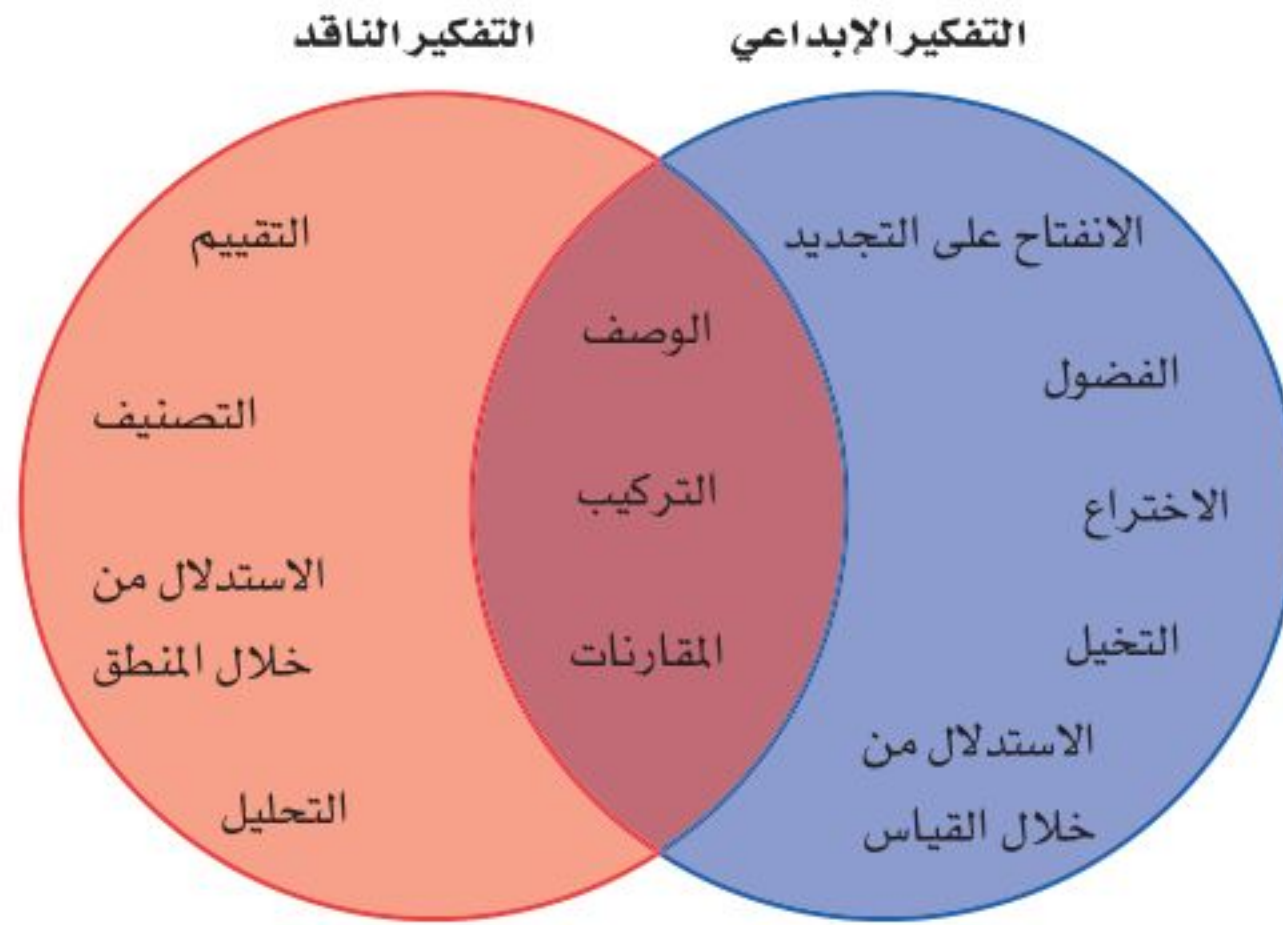 التفكير الإبداعي
التفكير الناقد
الانفتاح على التجديد
الفضول
الاختراع
التخيل
الاستدلال من
خلال القياس
الوصف
التركيب
المقارنات
التقييم
التصنيف
الاستدلال من
خلال المنطق
التحليل